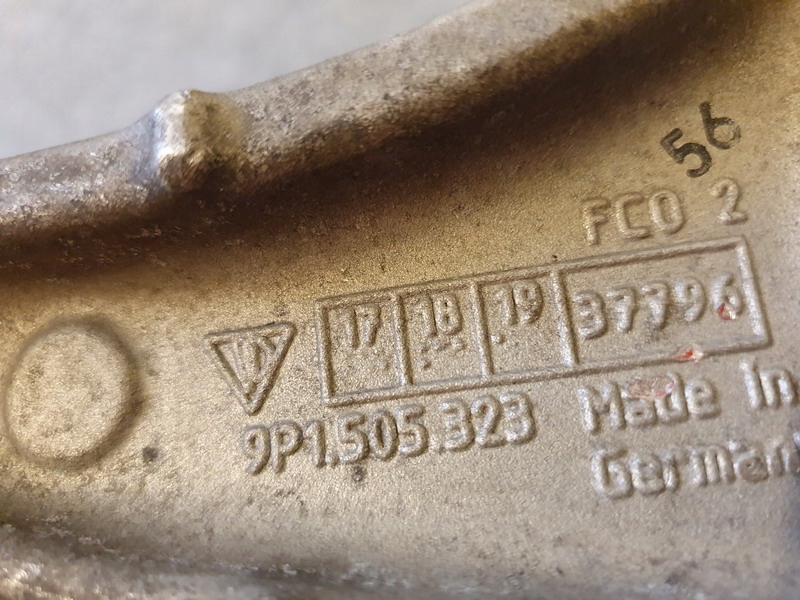 56
FCO 2
17 18 19 37796
9P1.505.323
Made in
German